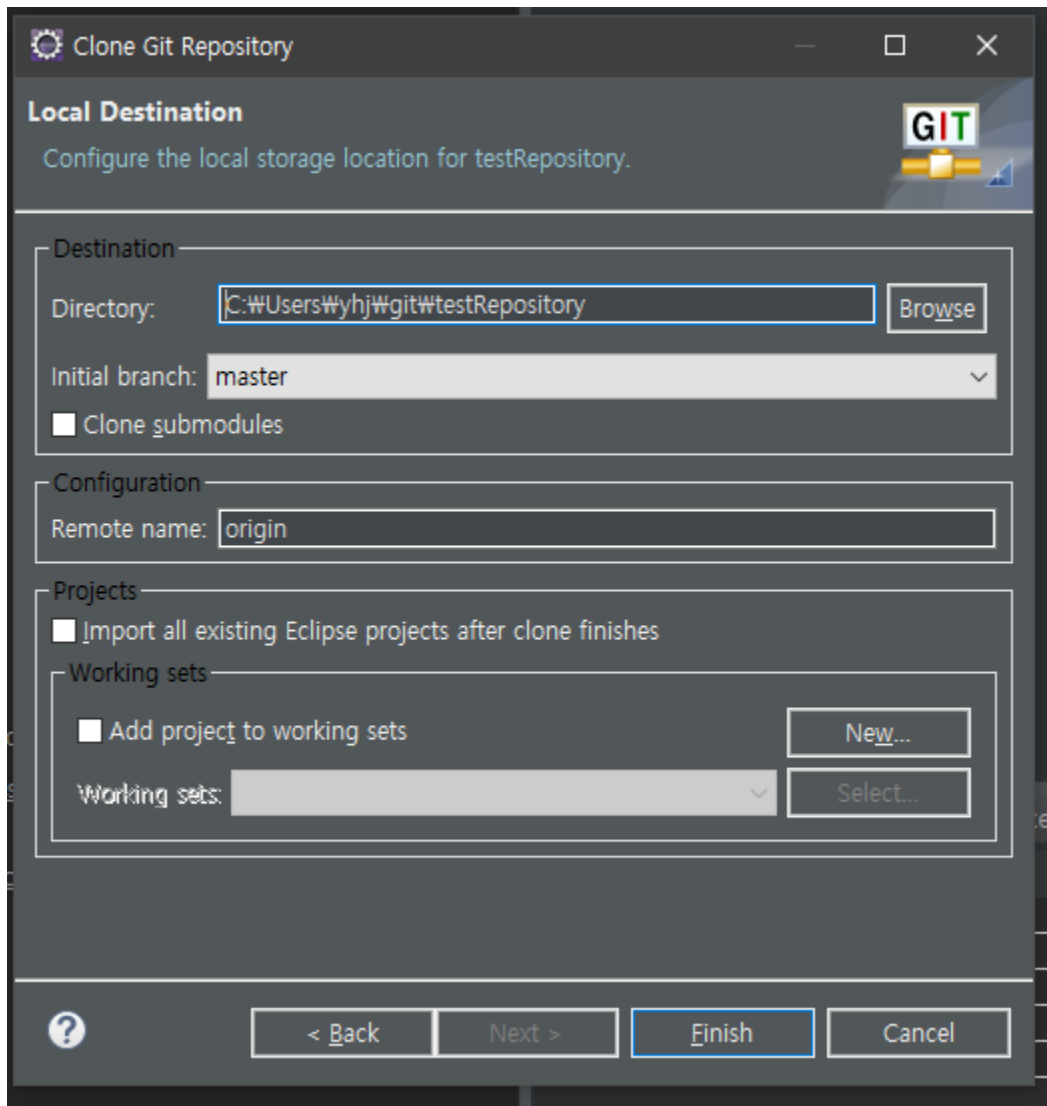 Clone Git Repository
Local Destination
Configure the local storage location for testRepository.
GIT
Destination
Directory: C:₩Users₩yhj₩git₩testRepository Browse
Initial branch: master
Clone submodules
Configuration
Remote name: origin
Projects
Import all existing Eclipse projects after clone finishes
Working sets
Add project to working sets New...
Working sets: Select...
< Back Next > Finish Cancel